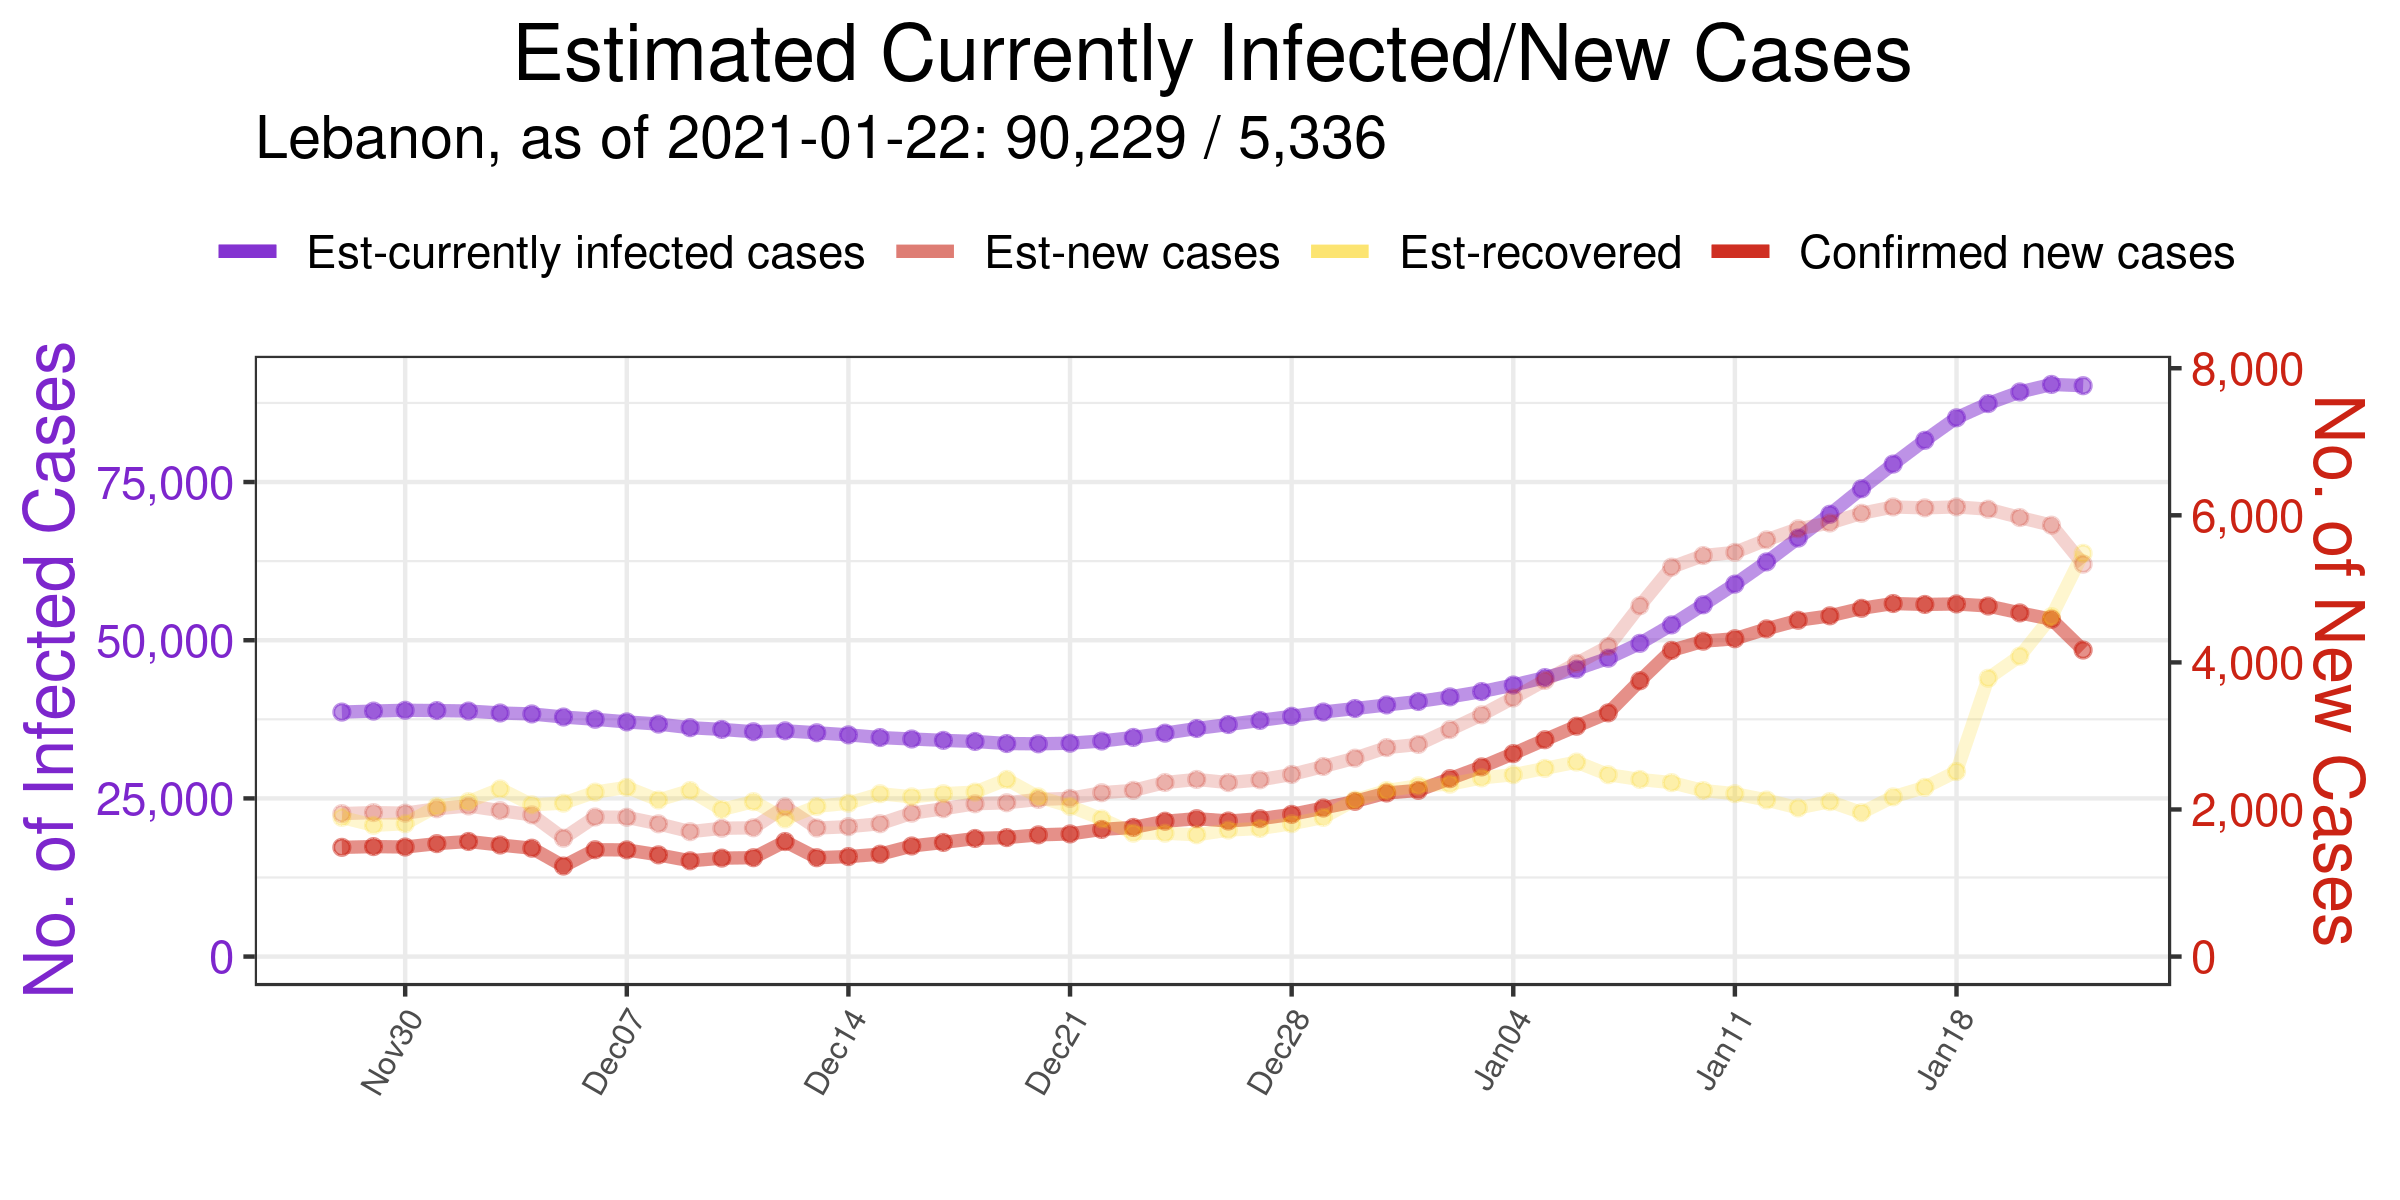 Estimated Currently Infected/New Cases
Lebanon, as of 2021-01-22: 90,229 / 5,336
Est-currently infected cases Est-new cases Est-recovered Confirmed new cases
No. of Infected Cases
75,000
50,000
25,000
0
8,000
6,000
4,000
2,000
0
No. of New Cases
Nov30 Dec07 Dec14 Dec21 Dec28 Jan04 Jan11 Jan18